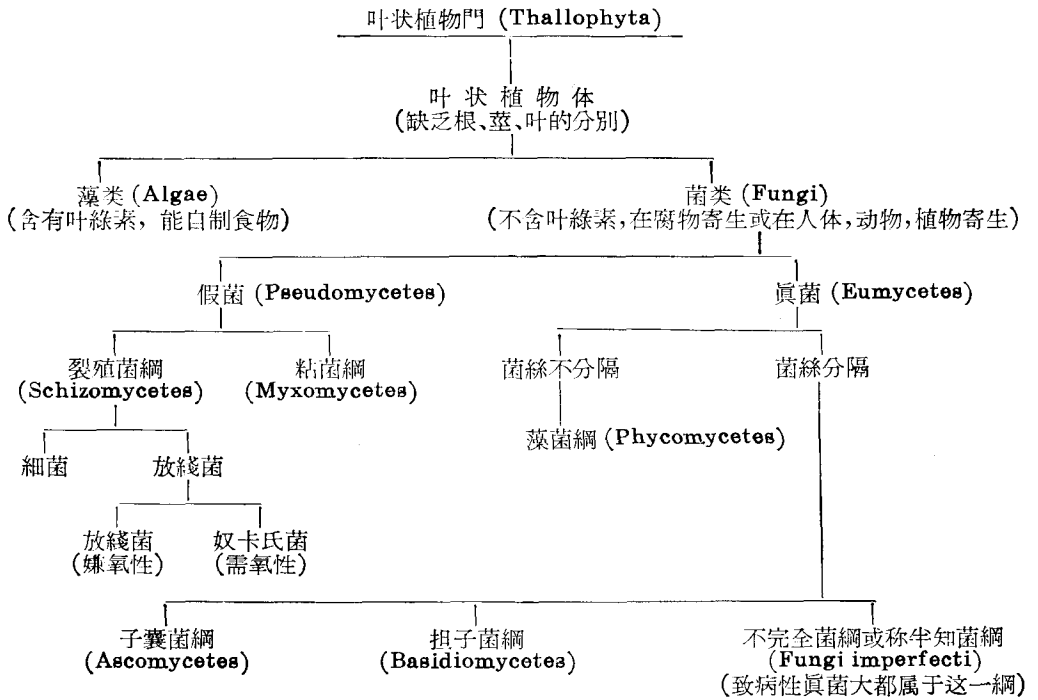 叶状植物門 (Thallophyta)
叶状植物体
(缺乏根、莖、叶的分別)
藻类 (Algae)
(含有叶綠素, 能自制食物)
菌类 (Fungi)
(不含叶綠素,在腐物寄生或在人体,动物,植物寄生)
假菌 (Pseudomycetes)
眞菌 (Eumycetes)
裂殖菌綱
(Schizomycetes)
粘菌綱
(Myxomycetes)
菌絲不分隔
菌絲分隔
藻菌綱 (Phycomycetes)
細菌
放綫菌
放綫菌
(嫌氧性)
奴卡氏菌
(需氧性)
子囊菌綱
(Ascomycetes)
担子菌綱
(Basidiomycetes)
不完全菌綱或称半知菌綱
(Fungi imperfecti)
(致病性眞菌大都属于这一綱)